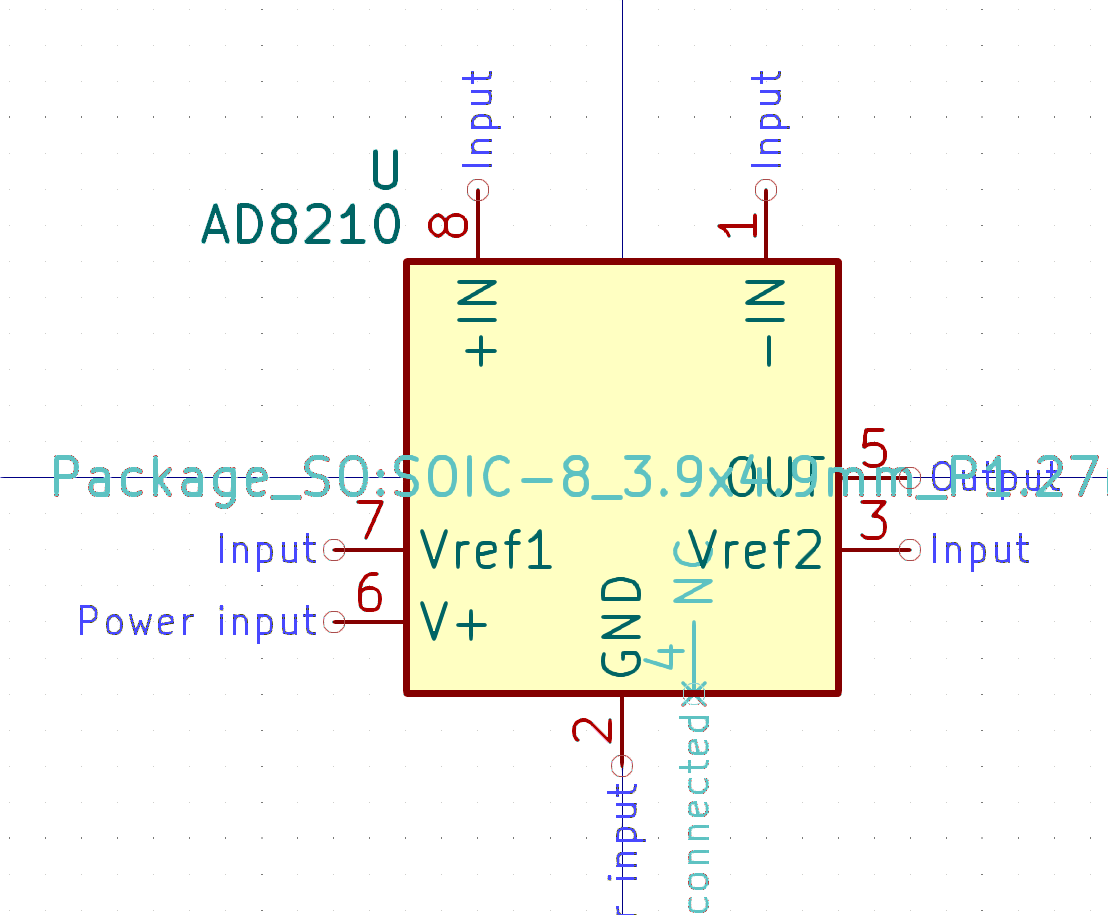 Input
Input
U
AD8210
8
1
+IN
-IN
5
OUT
Output
Package_SO:SOIC-8_3.9x4.9mm_P1.27
7
3
Input
Vref1
Vref2
Input
NC
6
Power input
V+
GND
4
2
r input
connected